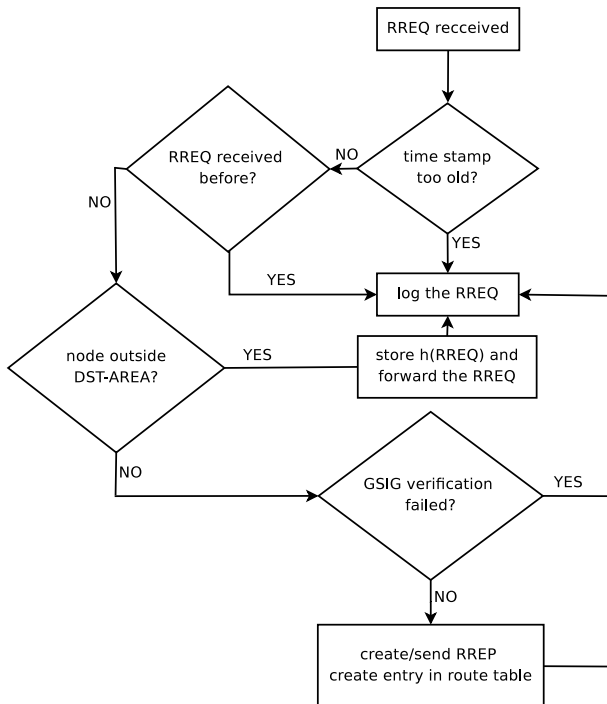 RREQ recceived
RREQ received
before?
NO
time stamp
too old?
NO
YES
YES
log the RREQ
node outside
DST-AREA?
YES
store h(RREQ) and
forward the RREQ
NO
GSIG verification
failed?
YES
NO
create/send RREP
create entry in route table